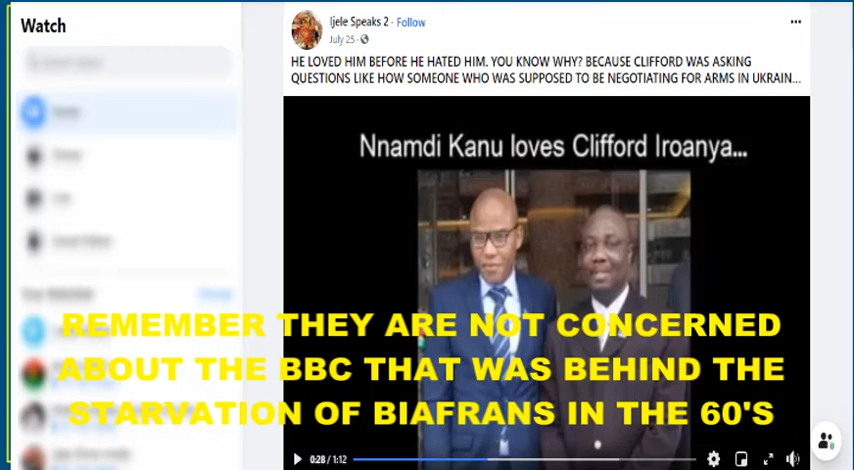 Watch
Ijele Speaks 2 · Follow
July 25 ·
HE LOVED HIM BEFORE HE HATED HIM. YOU KNOW WHY? BECAUSE CLIFFORD WAS ASKING
QUESTIONS LIKE HOW SOMEONE WHO WAS SUPPOSED TO BE NEGOTIATING FOR ARMS IN UKRAIN...
Nnamdi Kanu loves Clifford Iroanya...
REMEMBER THEY ARE NOT CONCERNED
ABOUT THE BBC THAT WAS BEHIND THE
STARVATION OF BIAFRANS IN THE 60'S
0:28 / 1:12